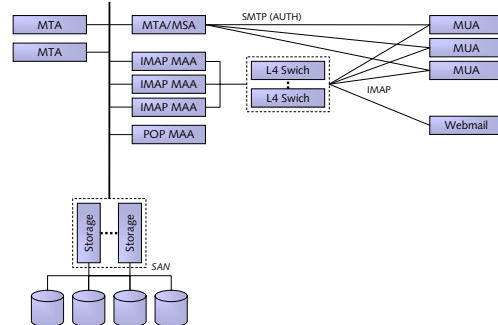 SMTP (AUTH)
MTA
MTA/MSA
MUA
MTA
MUA
IMAP MAA
L4 Swich
MUA
IMAP MAA
IMAP
IMAP MAA
L4 Swich
POP MAA
Webmail
Storage
Storage
SAN